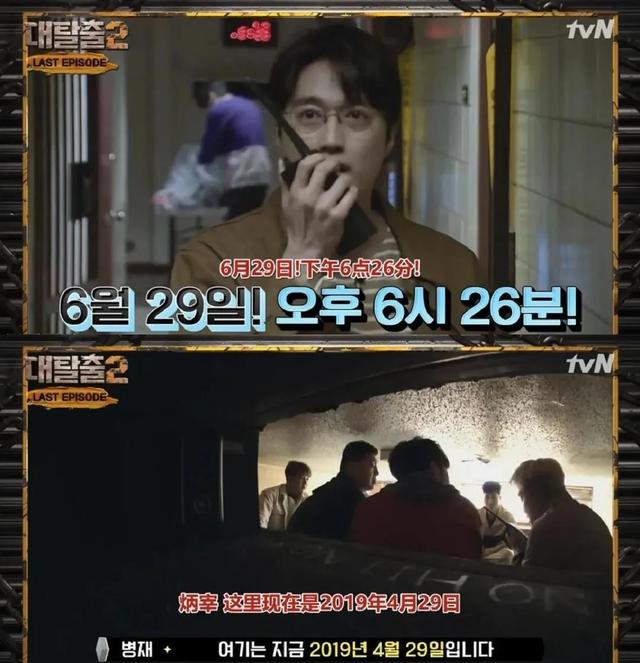 대탈출2
tvN
LAST EPISODE
6月29日!下午6点26分!
6월 29일! 오후 6시 26분!
대탈출2
tvN
LAST EPISODE
炳宰 这里现在是2019年4月29日
병재 여기는 지금 2019년 4월 29일입니다